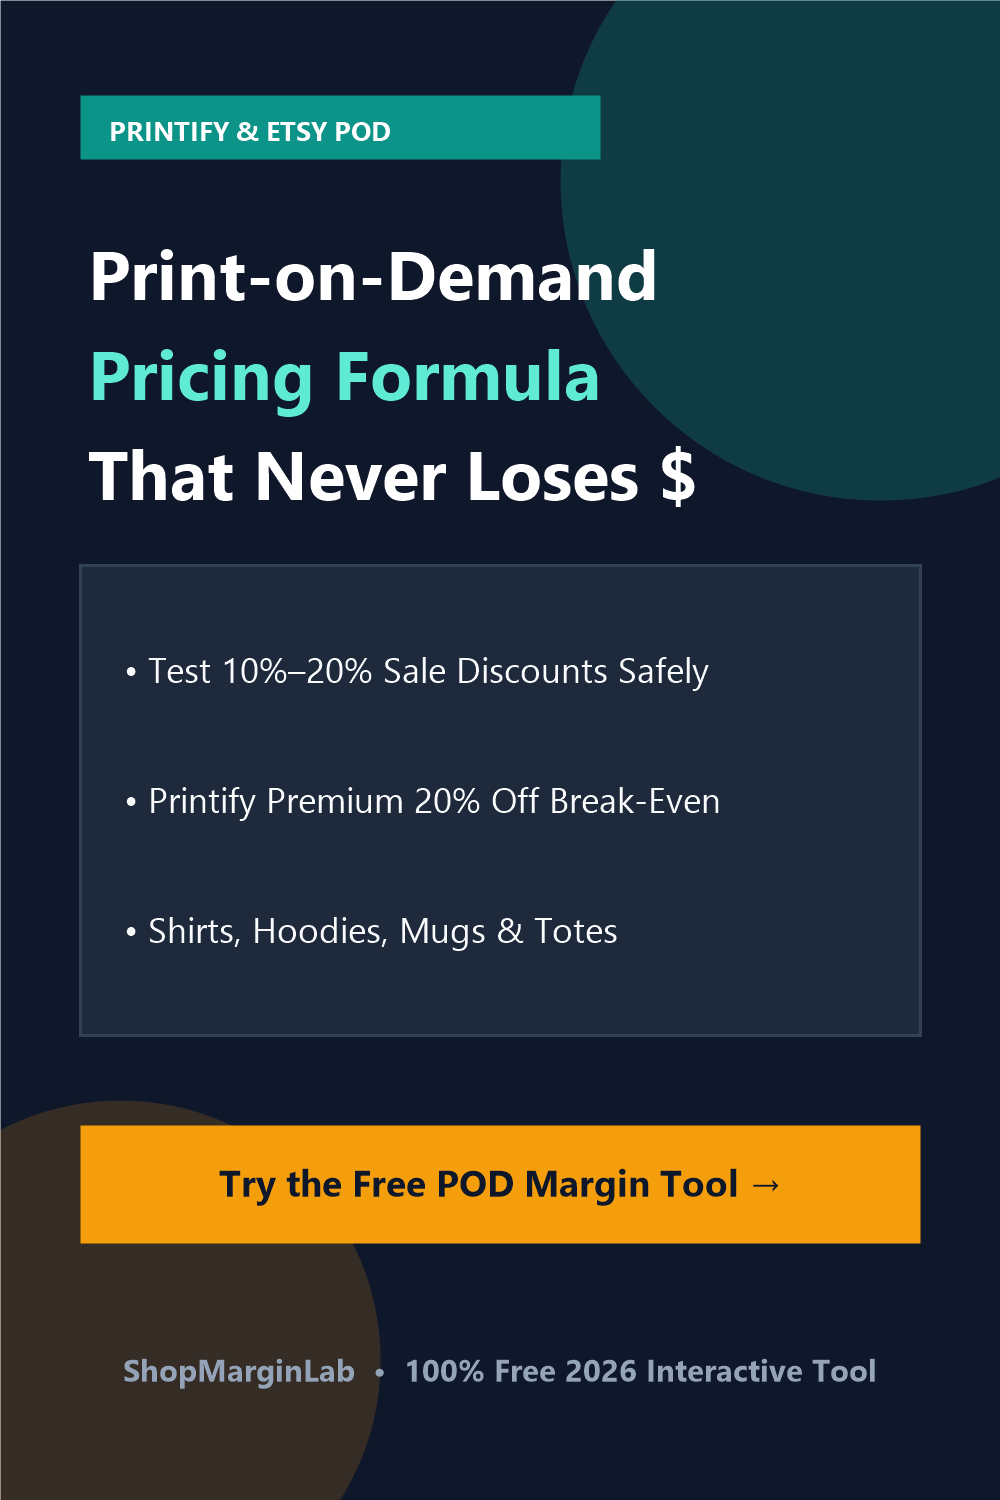 PRINTIFY & ETSY POD
Print-on-Demand
Pricing Formula
That Never Loses $
• Test 10%–20% Sale Discounts Safely
• Printify Premium 20% Off Break-Even
• Shirts, Hoodies, Mugs & Totes
Try the Free POD Margin Tool →
ShopMarginLab • 100% Free 2026 Interactive Tool